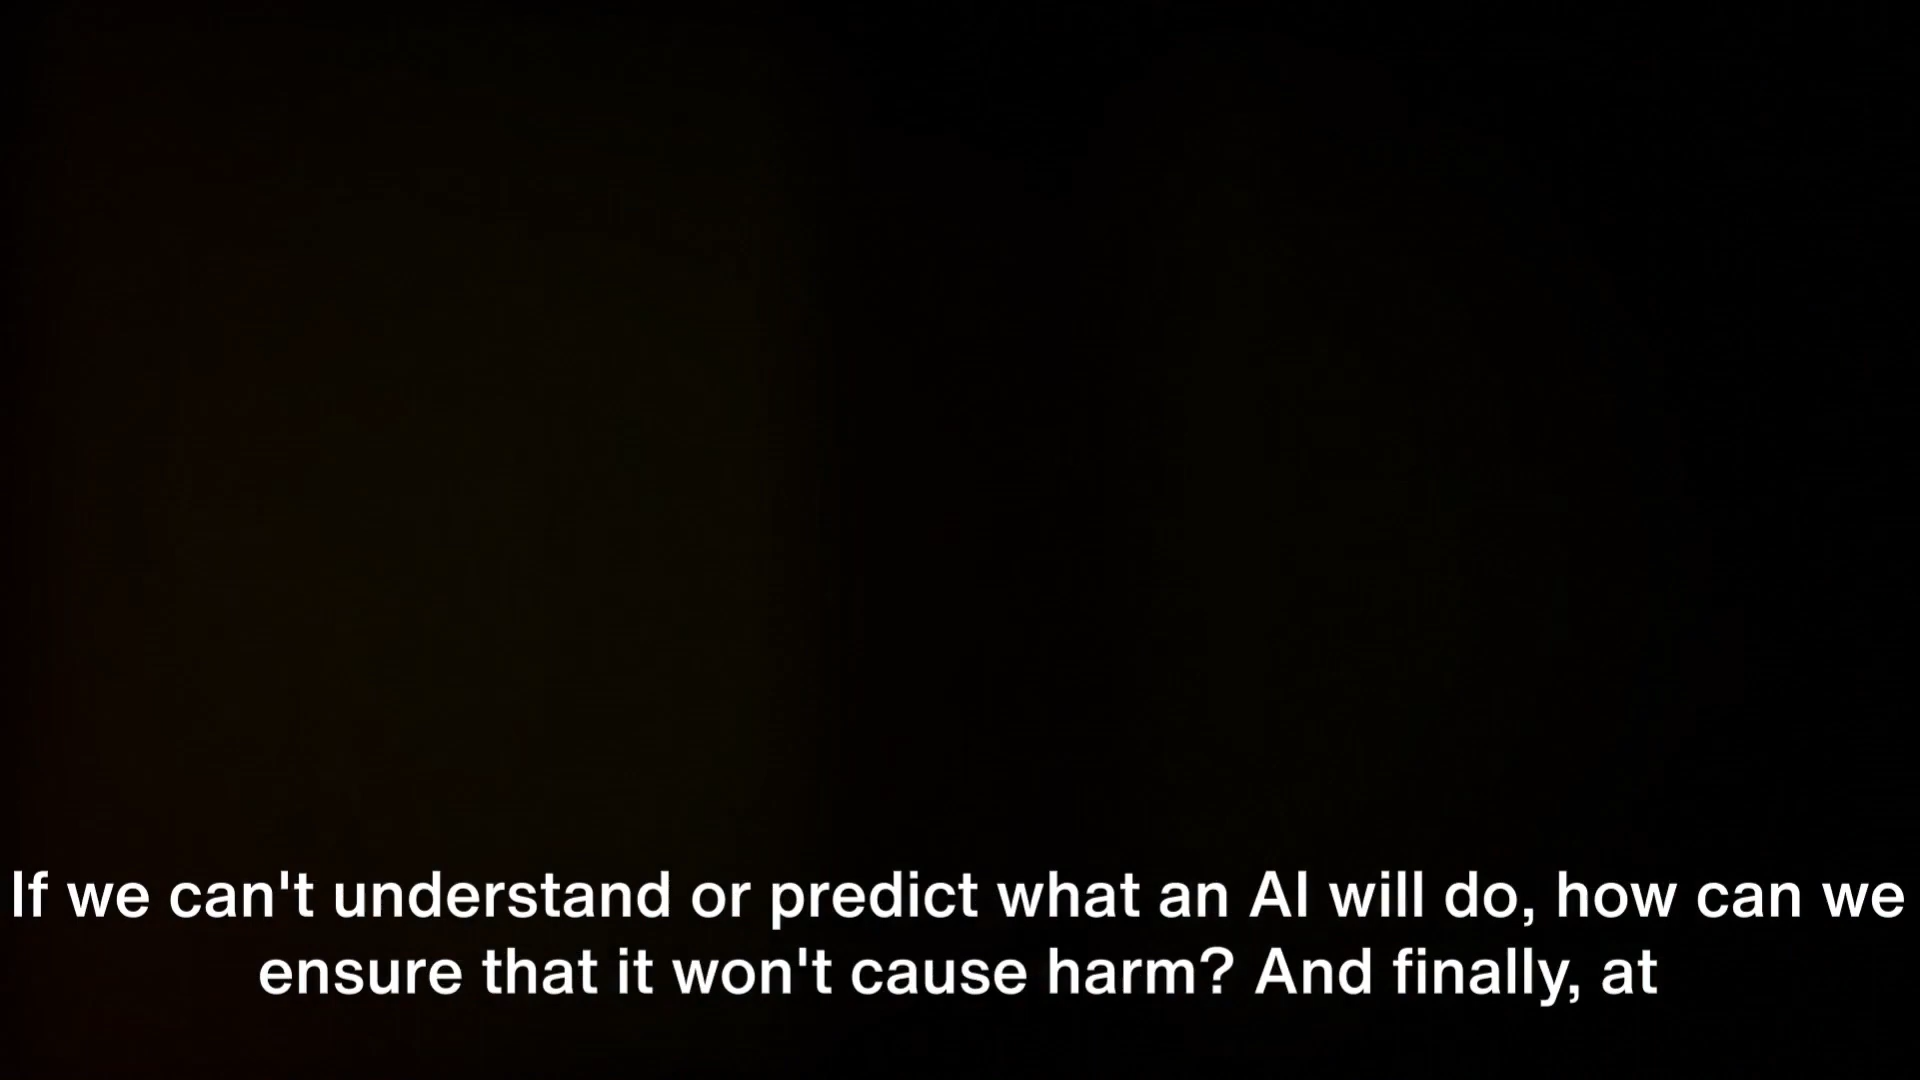 If we can't understand or predict what an AI will do, how can we
ensure that it won't cause harm? And finally, at